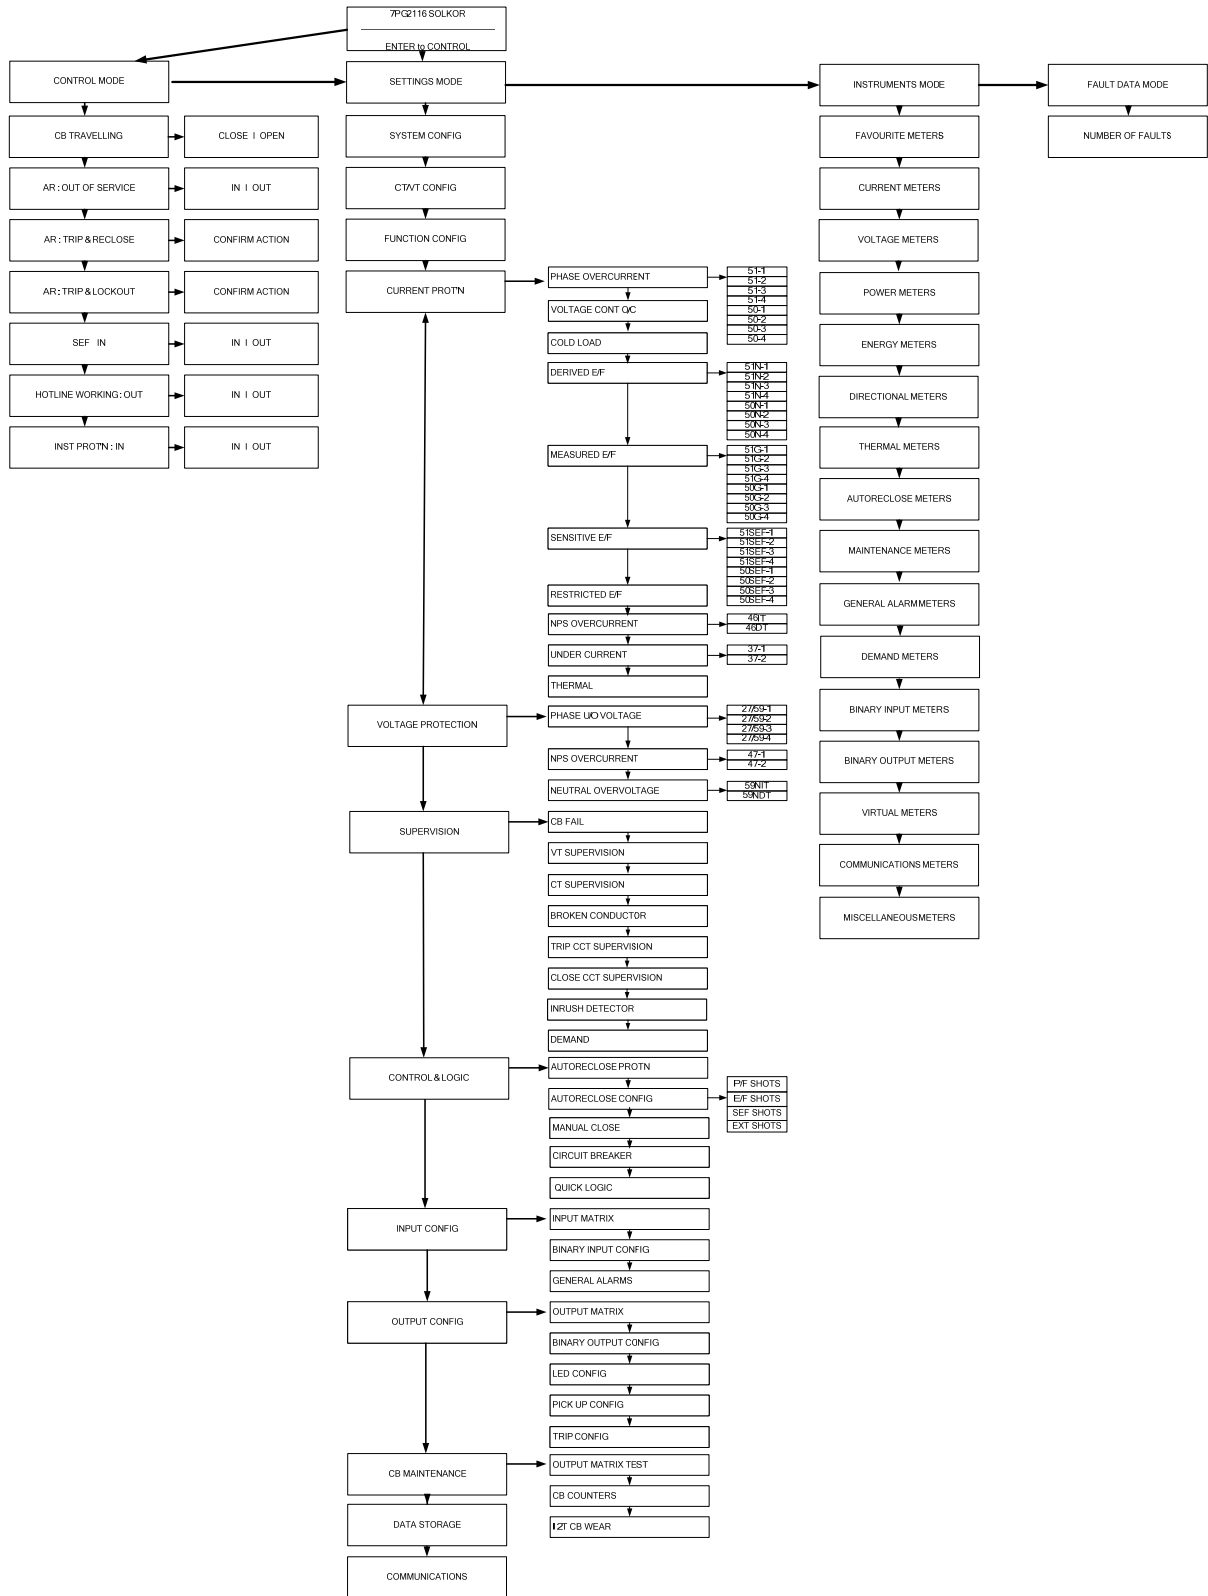 7PG2116 SOLKOR
ENTER to CONTROL
CONTROL MODE
CB TRAVELLING
CLOSE | OPEN
AR : OUT OF SERVICE
IN | OUT
AR : TRIP & RECLOSE
CONFIRM ACTION
AR : TRIP & LOCKOUT
CONFIRM ACTION
SEF IN
IN | OUT
HOTLINE WORKING : OUT
IN | OUT
INST PROT'N : IN
IN | OUT
SETTINGS MODE
SYSTEM CONFIG
CT/VT CONFIG
FUNCTION CONFIG
CURRENT PROT'N
PHASE OVERCURRENT
51-1
51-2
51-3
51-4
50-1
50-2
50-3
50-4
VOLTAGE CONT O/C
COLD LOAD
DERIVED E/F
51N-1
51N-2
51N-3
51N-4
50N-1
50N-2
50N-3
50N-4
MEASURED E/F
51G-1
51G-2
51G-3
51G-4
50G-1
50G-2
50G-3
50G-4
SENSITIVE E/F
51SEF-1
51SEF-2
51SEF-3
51SEF-4
50SEF-1
50SEF-2
50SEF-3
50SEF-4
RESTRICTED E/F
NPS OVERCURRENT
46IT
46DT
UNDER CURRENT
37-1
37-2
THERMAL
VOLTAGE PROTECTION
PHASE U/O VOLTAGE
27/59-1
27/59-2
27/59-3
27/59-4
NPS OVERCURRENT
47-1
47-2
NEUTRAL OVERVOLTAGE
59NIT
59NDT
SUPERVISION
CB FAIL
VT SUPERVISION
CT SUPERVISION
BROKEN CONDUCTOR
TRIP CCT SUPERVISION
CLOSE CCT SUPERVISION
INRUSH DETECTOR
DEMAND
CONTROL & LOGIC
AUTORECLOSE PROTN
AUTORECLOSE CONFIG
P/F SHOTS
E/F SHOTS
SEF SHOTS
EXT SHOTS
MANUAL CLOSE
CIRCUIT BREAKER
QUICK LOGIC
INPUT CONFIG
INPUT MATRIX
BINARY INPUT CONFIG
GENERAL ALARMS
OUTPUT CONFIG
OUTPUT MATRIX
BINARY OUTPUT CONFIG
LED CONFIG
PICK UP CONFIG
TRIP CONFIG
CB MAINTENANCE
OUTPUT MATRIX TEST
CB COUNTERS
I2T CB WEAR
DATA STORAGE
COMMUNICATIONS
INSTRUMENTS MODE
FAVOURITE METERS
CURRENT METERS
VOLTAGE METERS
POWER METERS
ENERGY METERS
DIRECTIONAL METERS
THERMAL METERS
AUTORECLOSE METERS
MAINTENANCE METERS
GENERAL ALARM METERS
DEMAND METERS
BINARY INPUT METERS
BINARY OUTPUT METERS
VIRTUAL METERS
COMMUNICATIONS METERS
MISCELLANEOUS METERS
FAULT DATA MODE
NUMBER OF FAULTS